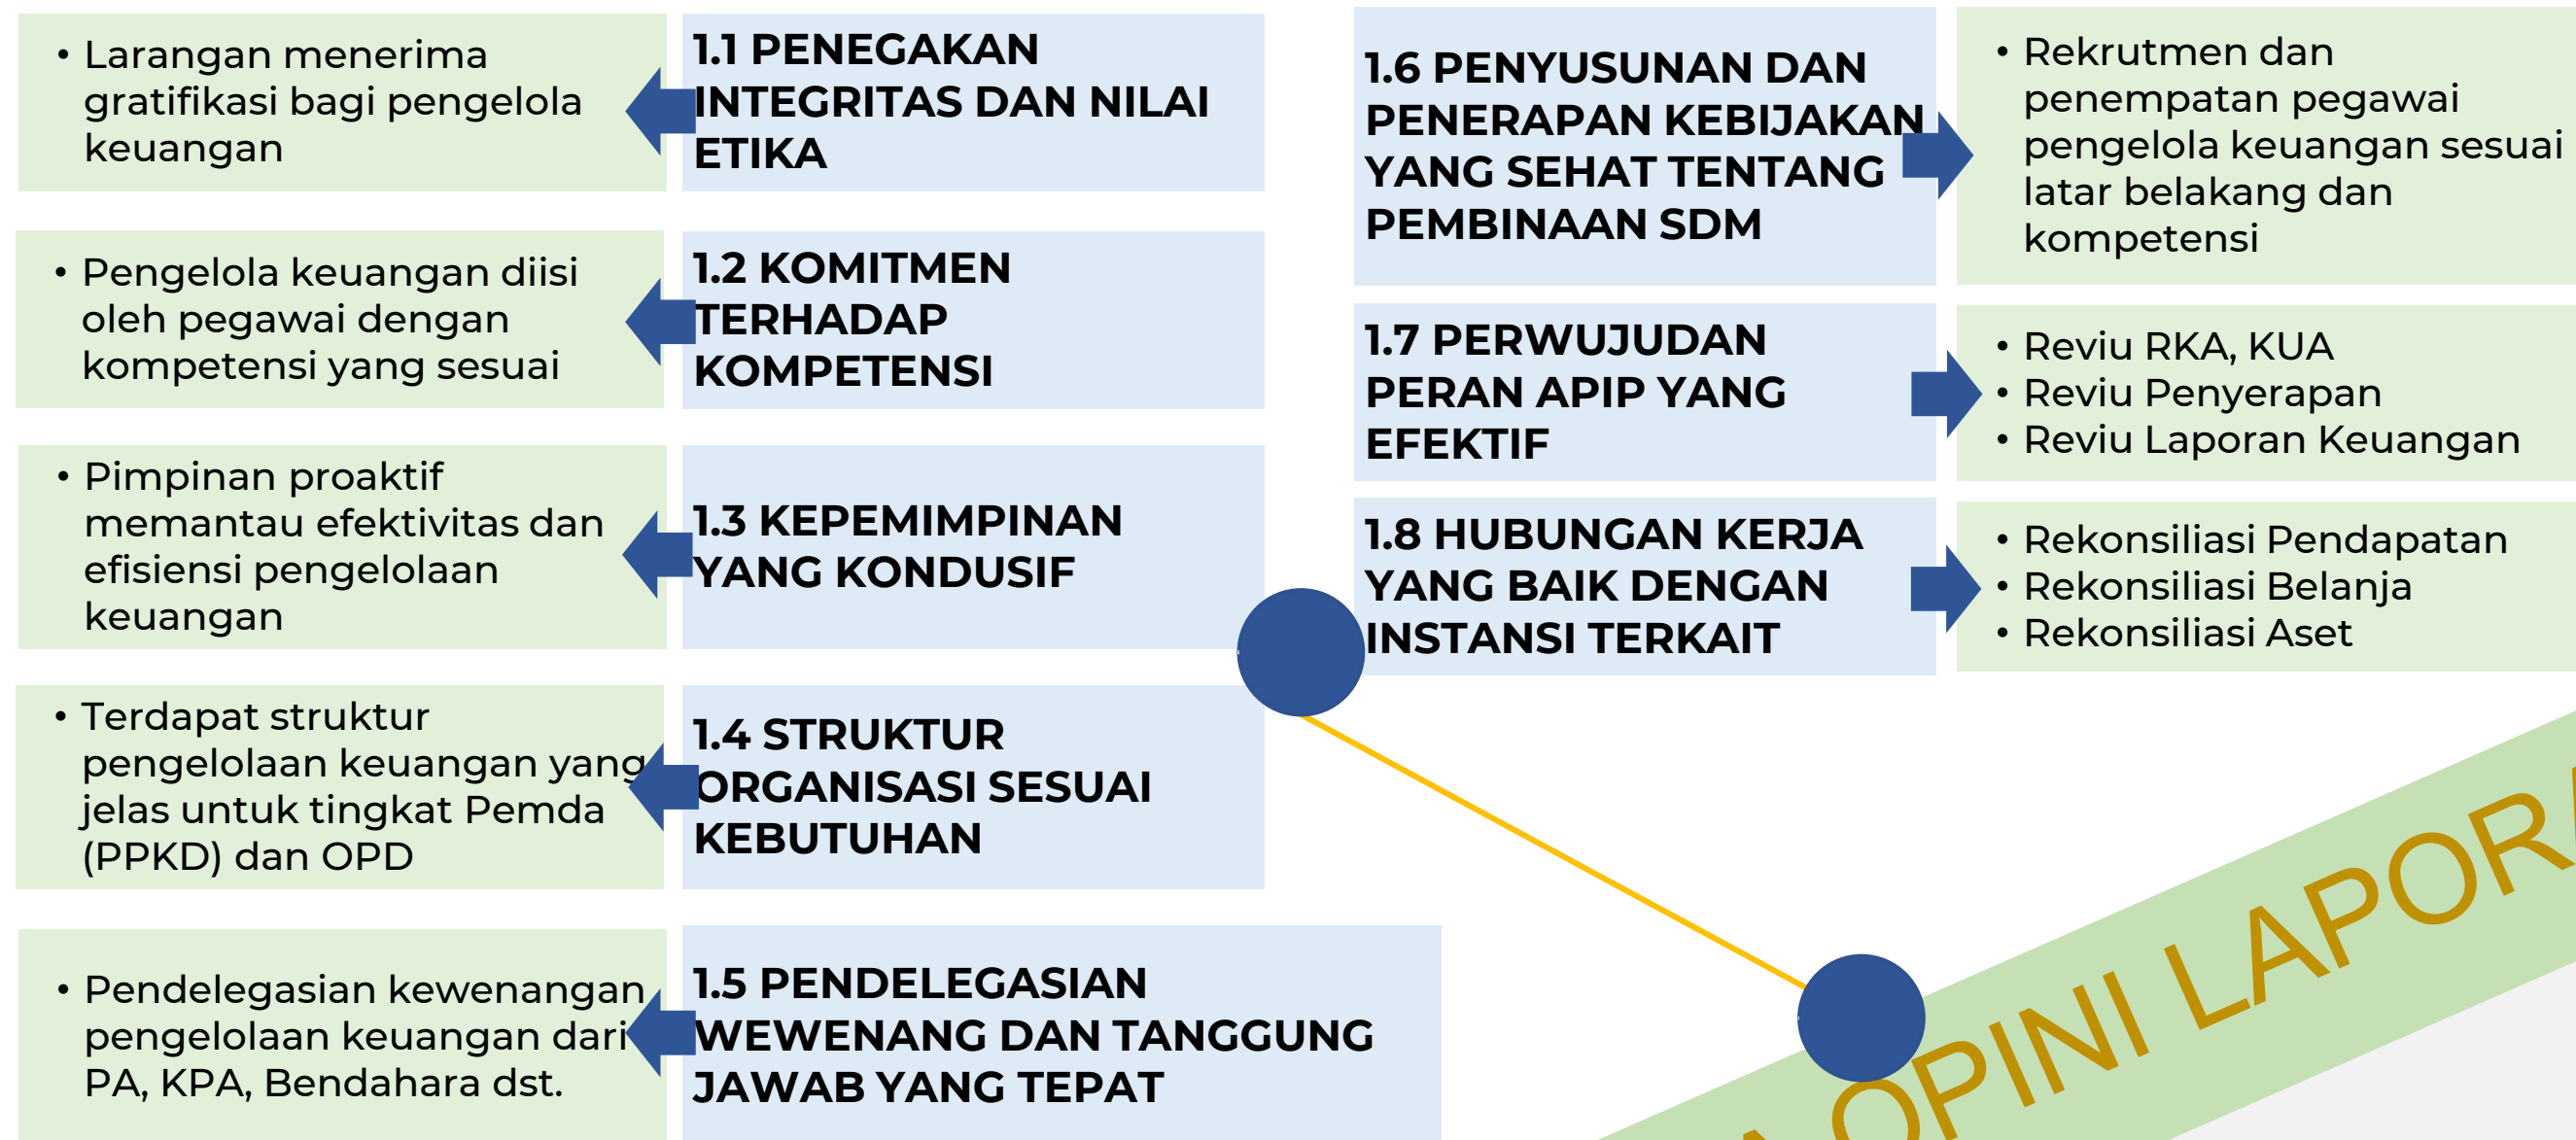 • Larangan menerima
gratifikasi bagi pengelola
keuangan
1.1 PENEGAKAN
INTEGRITAS DAN NILAI
ETIKA
• Pengelola keuangan diisi
oleh pegawai dengan
kompetensi yang sesuai
1.2 KOMITMEN
TERHADAP
KOMPETENSI
• Pimpinan proaktif
memantau efektivitas dan
efisiensi pengelolaan
keuangan
1.3 KEPEMIMPINAN
YANG KONDUSIF
• Terdapat struktur
pengelolaan keuangan yang
jelas untuk tingkat Pemda
(PPKD) dan OPD
1.4 STRUKTUR
ORGANISASI SESUAI
KEBUTUHAN
• Pendelegasian kewenangan
pengelolaan keuangan dari
PA, KPA, Bendahara dst.
1.5 PENDELEGASIAN
WEWENANG DAN TANGGUNG
JAWAB YANG TEPAT
1.6 PENYUSUNAN DAN
PENERAPAN KEBIJAKAN
YANG SEHAT TENTANG
PEMBINAAN SDM
• Rekrutmen dan
penempatan pegawai
pengelola keuangan sesuai
latar belakang dan
kompetensi
1.7 PERWUJUDAN
PERAN APIP YANG
EFEKTIF
• Reviu RKA, KUA
• Reviu Penyerapan
• Reviu Laporan Keuangan
1.8 HUBUNGAN KERJA
YANG BAIK DENGAN
INSTANSI TERKAIT
• Rekonsiliasi Pendapatan
• Rekonsiliasi Belanja
• Rekonsiliasi Aset
OPINI LAPORA